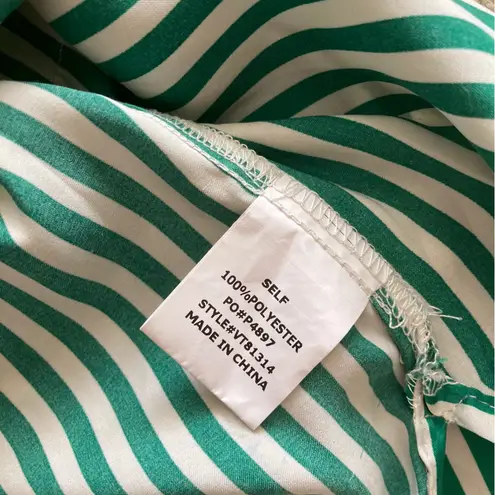 SELF
100%POLYESTER
PO#P4897
STYLE#VT81314
MADE IN CHINA